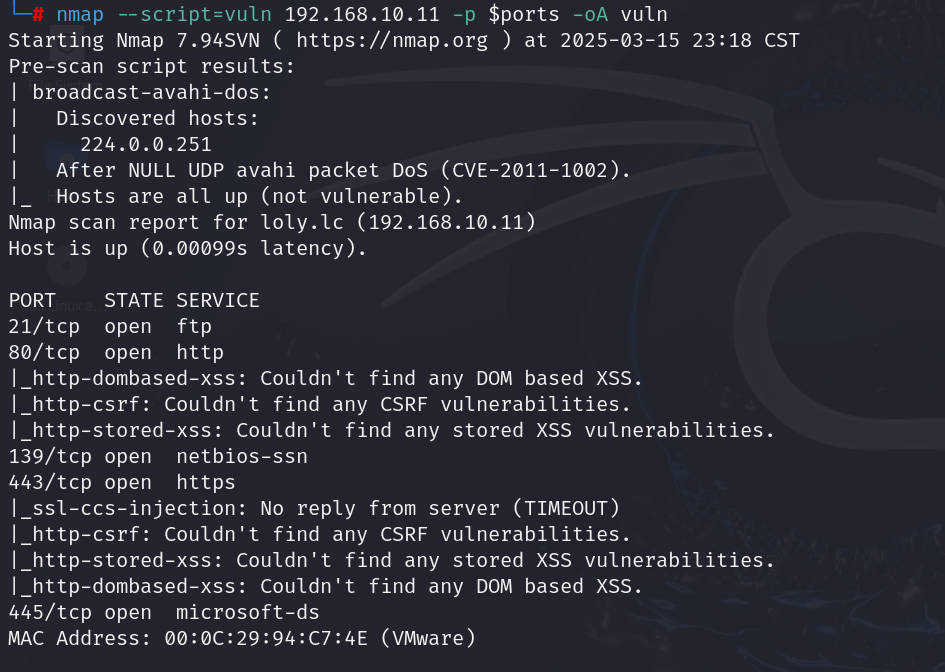 └─# nmap --script=vuln 192.168.10.11 -p $ports -oA vuln
Starting Nmap 7.94SVN ( https://nmap.org ) at 2025-03-15 23:18 CST
Pre-scan script results:
| broadcast-avahi-dos:
|   Discovered hosts:
|     224.0.0.251
|   After NULL UDP avahi packet DoS (CVE-2011-1002).
|_  Hosts are all up (not vulnerable).
Nmap scan report for loly.lc (192.168.10.11)
Host is up (0.00099s latency).
PORT    STATE SERVICE
21/tcp  open  ftp
80/tcp  open  http
|_http-dombased-xss: Couldn't find any DOM based XSS.
|_http-csrf: Couldn't find any CSRF vulnerabilities.
|_http-stored-xss: Couldn't find any stored XSS vulnerabilities.
139/tcp open  netbios-ssn
443/tcp open  https
|_ssl-ccs-injection: No reply from server (TIMEOUT)
|_http-csrf: Couldn't find any CSRF vulnerabilities.
|_http-stored-xss: Couldn't find any stored XSS vulnerabilities.
|_http-dombased-xss: Couldn't find any DOM based XSS.
445/tcp open  microsoft-ds
MAC Address: 00:0C:29:94:C7:4E (VMware)